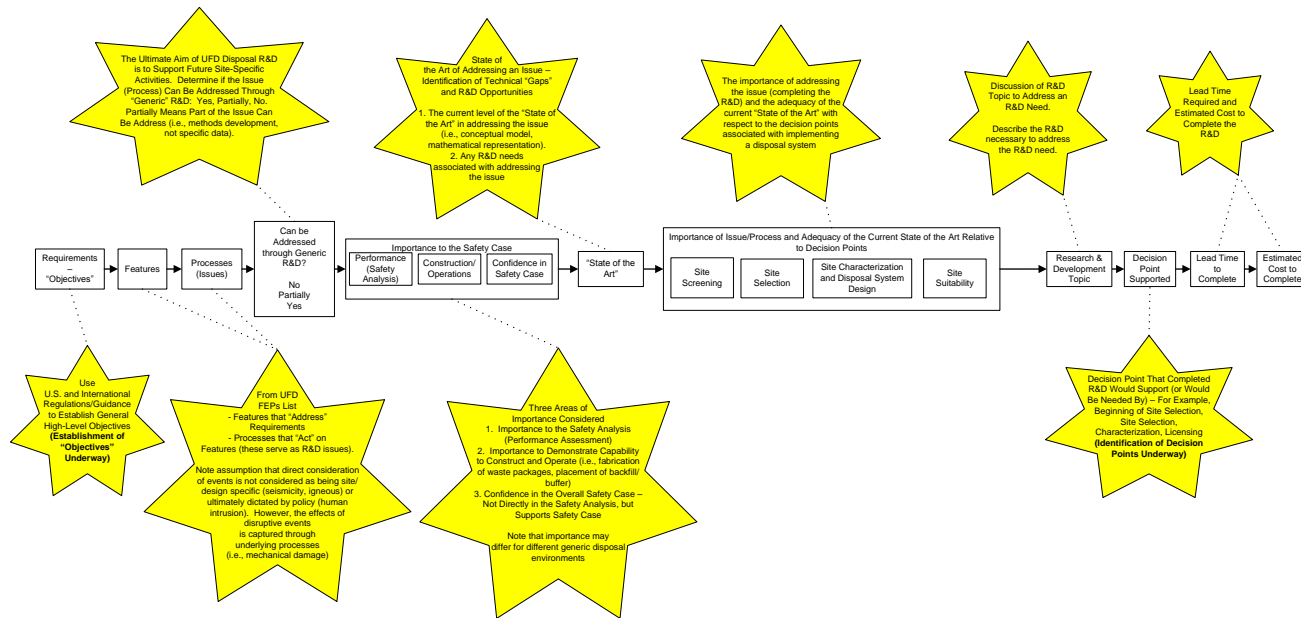 The Ultimate Aim of UFD Disposal R&D
is to Support Future Site-Specific
Activities.  Determine if the Issue
(Process) Can Be Addressed Through
“Generic” R&D:  Yes, Partially, No.
Partially Means Part of the Issue Can
Be Address (i.e., methods development,
not specific data).
State of
the Art of Addressing an Issue –
Identification of Technical “Gaps”
and R&D Opportunities
1. The current level of the “State of
the Art” in addressing the issue
(i.e., conceptual model,
mathematical representation).
2. Any R&D needs
associated with addressing
the issue
The importance of addressing
the issue (completing the
R&D) and the adequacy of the
current “State of the Art” with
respect to the decision points
associated with implementing
a disposal system
Discussion of R&D
Topic to Address an
R&D Need.
Describe the R&D
necessary to address
the R&D need.
Lead Time
Required and
Estimated Cost to
Complete the
R&D
Requirements
–
“Objectives”
Features
Processes
(Issues)
Can be
Addressed
through Generic
R&D?
No
Partially
Yes
Importance to the Safety Case
Performance
(Safety
Analysis)
Construction/
Operations
Confidence in
Safety Case
“State of the
Art”
Importance of Issue/Process and Adequacy of the Current State of the Art Relative
to Decision Points
Site
Screening
Site
Selection
Site Characterization
and Disposal System
Design
Site
Suitability
Research &
Development
Topic
Decision
Point
Supported
Lead Time
to
Complete
Estimated
Cost to
Complete
Use
U.S. and International
Regulations/Guidance
to Establish General
High-Level Objectives
(Establishment of
“Objectives”
Underway)
From UFD
FEPs List
- Features that “Address”
Requirements
- Processes that “Act” on
Features (these serve as R&D issues).
Note assumption that direct consideration
of events is not considered as being site/
design specific (seismicity, igneous) or
ultimately dictated by policy (human
intrusion).  However, the effects of
disruptive events
is captured through
underlying processes
(i.e., mechanical damage)
Three Areas of
Importance Considered
1.  Importance to the Safety Analysis
(Performance Assessment)
2.  Importance to Demonstrate Capability
to Construct and Operate (i.e., fabrication
of waste packages, placement of backfill/
buffer)
3. Confidence in the Overall Safety Case –
Not Directly in the Safety Analysis, but
Supports Safety Case
Note that importance may
differ for different generic disposal
environments
Decision Point That Completed
R&D Would Support (or Would
Be Needed By) – For Example,
Beginning of Site Selection,
Site Selection,
Characterization, Licensing
(Identification of Decision
Points Underway)